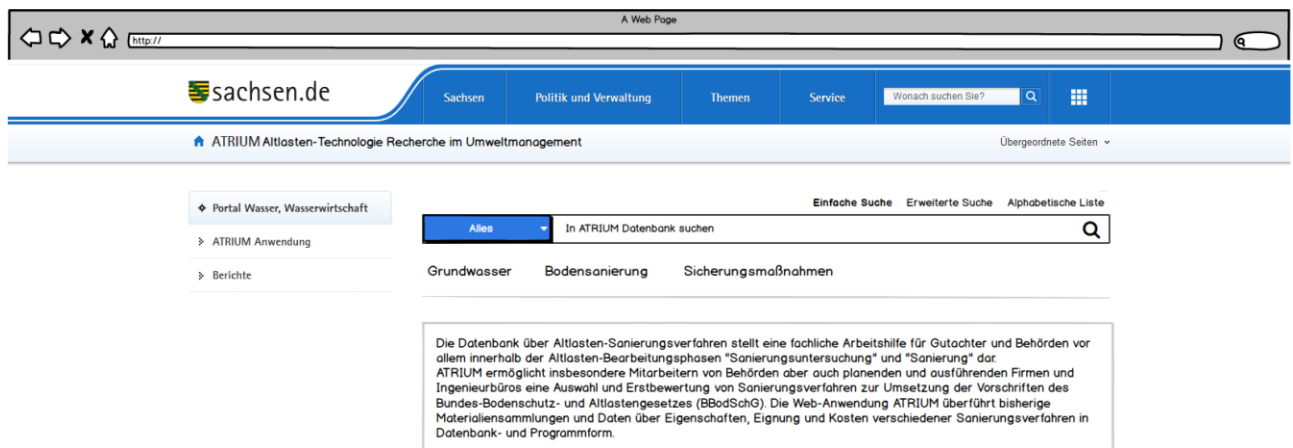 A Web Page
http://
sachsen.de
Sachsen Politik und Verwaltung Themen Service Wonach suchen Sie?
ATRIUM Altlasten-Technologie Recherche im Umweltmanagement Übergeordnete Seiten
Portal Wasser, Wasserwirtschaft
ATRIUM Anwendung
Berichte
Einfache Suche Erweiterte Suche Alphabetische Liste
Alles In ATRIUM Datenbank suchen
Grundwasser Bodensanierung Sicherungsmaßnahmen
Die Datenbank über Altlasten-Sanierungsverfahren stellt eine fachliche Arbeitshilfe für Gutachter und Behörden vor
allem innerhalb der Altlasten-Bearbeitungsphasen "Sanierungsuntersuchung" und "Sanierung" dar.
ATRIUM ermöglicht insbesondere Mitarbeitern von Behörden aber auch planenden und ausführenden Firmen und
Ingenieurbüros eine Auswahl und Erstbewertung von Sanierungsverfahren zur Umsetzung der Vorschriften des
Bundes-Bodenschutz- und Altlastengesetzes (BBodSchG). Die Web-Anwendung ATRIUM überführt bisherige
Materialiensammlungen und Daten über Eigenschaften, Eignung und Kosten verschiedener Sanierungsverfahren in
Datenbank- und Programmform.